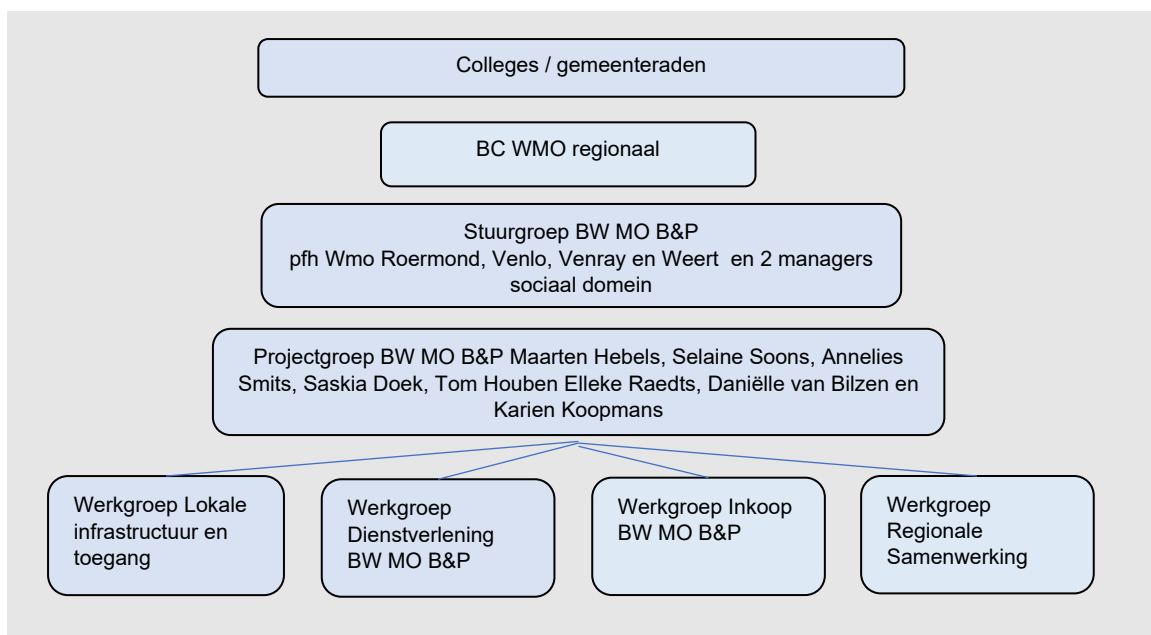 Colleges / gemeenteraden
BC WMO regionaal
Stuurgroep BW MO B&P
pfh Wmo Roermond, Venlo, Venray en Weert en 2 managers
sociaal domein
Projectgroep BW MO B&P Maarten Hebels, Selaine Soons, Annelies
Smits, Saskia Doek, Tom Houben Elleke Raedts, Daniëlle van Bilzen en
Karien Koopmans
Werkgroep Lokale
infrastructuur en
toegang
Werkgroep
Dienstverlening
BW MO B&P
Werkgroep Inkoop
BW MO B&P
Werkgroep
Regionale
Samenwerking